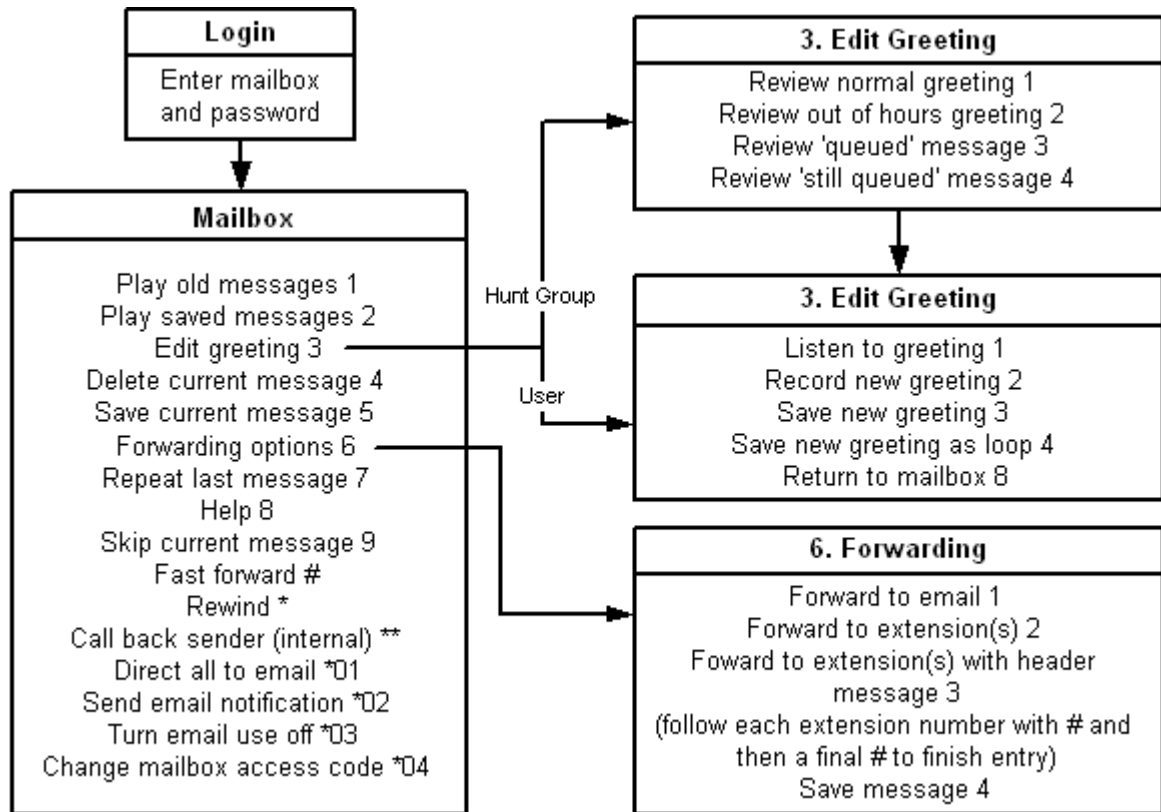 Login
Enter mailbox
and password
Mailbox
Play old messages 1
Play saved messages 2
Edit greeting 3
Delete current message 4
Save current message 5
Forwarding options 6
Repeat last message 7
Help 8
Skip current message 9
Fast forward #
Rewind *
Call back sender (internal) **
Direct all to email *01
Send email notification *02
Turn email use off *03
Change mailbox access code *04
Hunt Group
User
3. Edit Greeting
Review normal greeting 1
Review out of hours greeting 2
Review 'queued' message 3
Review 'still queued' message 4
3. Edit Greeting
Listen to greeting 1
Record new greeting 2
Save new greeting 3
Save new greeting as loop 4
Return to mailbox 8
6. Forwarding
Forward to email 1
Forward to extension(s) 2
Foward to extension(s) with header
message 3
(follow each extension number with # and
then a final # to finish entry)
Save message 4